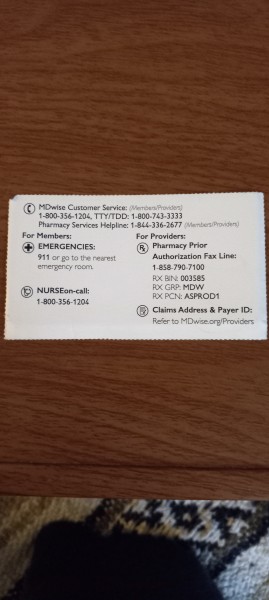 MDwise Customer Service: (Members/Providers)
1-800-356-1204, TTY/TDD: 1-800-743-3333
Pharmacy Services Helpline: 1-844-336-2677 (Members/Providers)
For Members:
EMERGENCIES:
911 or go to the nearest
emergency room.
NURSEon-call:
1-800-356-1204
For Providers:
Pharmacy Prior
Authorization Fax Line:
1-858-790-7100
RX BIN: 003585
RX GRP: MDW
RX PCN: ASPROD1
Claims Address & Payer ID:
Refer to MDwise.org/Providers